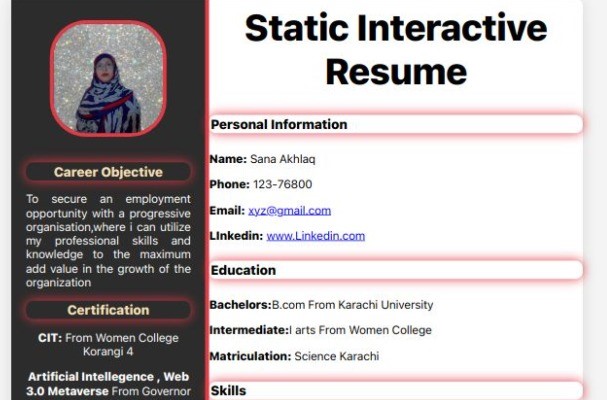 Static Interactive
Resume
Career Objective
To secure an employment
opportunity with a progressive
organisation,where i can utilize
my professional skills and
knowledge to the maximum
add value in the growth of the
organization
Certification
CIT: From Women College
Korangi 4
Artificial Intellegence , Web
3.0 Metaverse From Governor
Personal Information
Name: Sana Akhlaq
Phone: 123-76800
Email: xyz@gmail.com
LInkedin: www.Linkedin.com
Education
Bachelors:B.com From Karachi University
Intermediate:I arts From Women College
Matriculation: Science Karachi
Skills